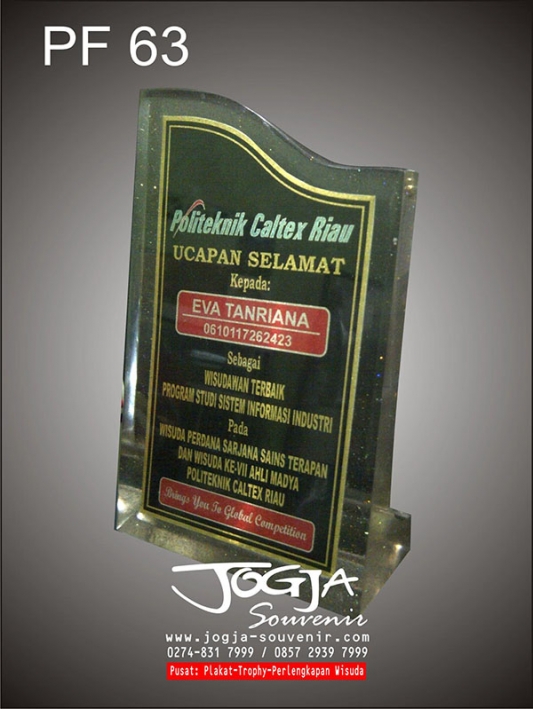 PF 63
Politeknik Caltex Riau
UCAPAN SELAMAT
Kepada:
EVA TANRIANA
0610117262423
Sebagai
WISUDAWAN TERBAIK
PROGRAM STUDI SISTEM INFORMASI INDUSTRI
Pada
WISUDA PERDANA SARJANA SAINS TERAPAN
DAN WISUDA KE-VII AHLI MADYA
POLITEKNIK CALTEX RIAU
Brings You To Global Competition
JOGJA
Souvenir
www.jogja-souvenir.com
0274-831 7999 / 0857 2939 7999
Pusat: Plakat-Trophy-Perlengkapan Wisuda